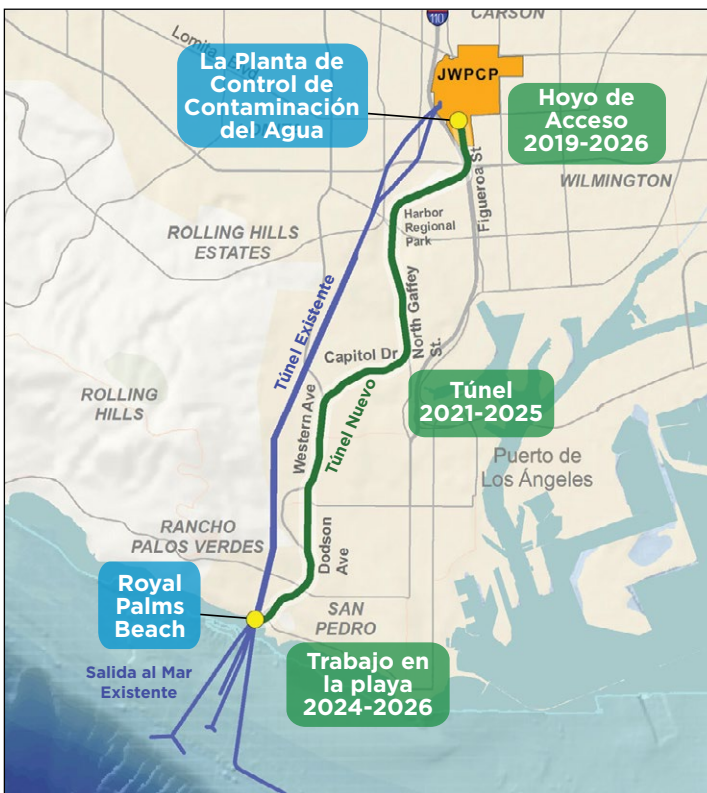 110
CARSON
Lomita Blvd
La Planta de
Control de
Contaminación
del Agua
JWPCP
Hoyo de
Acceso
2019-2026
Figueroa St
WILMINGTON
Harbor
Regional
Park
ROLLING HILLS
ESTATES
Túnel Existente
North Gaffey
St.
Capitol Dr
Túnel
2021-2025
ROLLING
HILLS
Western Ave
Túnel Nuevo
Puerto de
Los Ángeles
RANCHO
PALOS VERDES
Dodson
Ave
Royal
Palms
Beach
SAN
PEDRO
Salida al Mar
Existente
Trabajo en
la playa
2024-2026